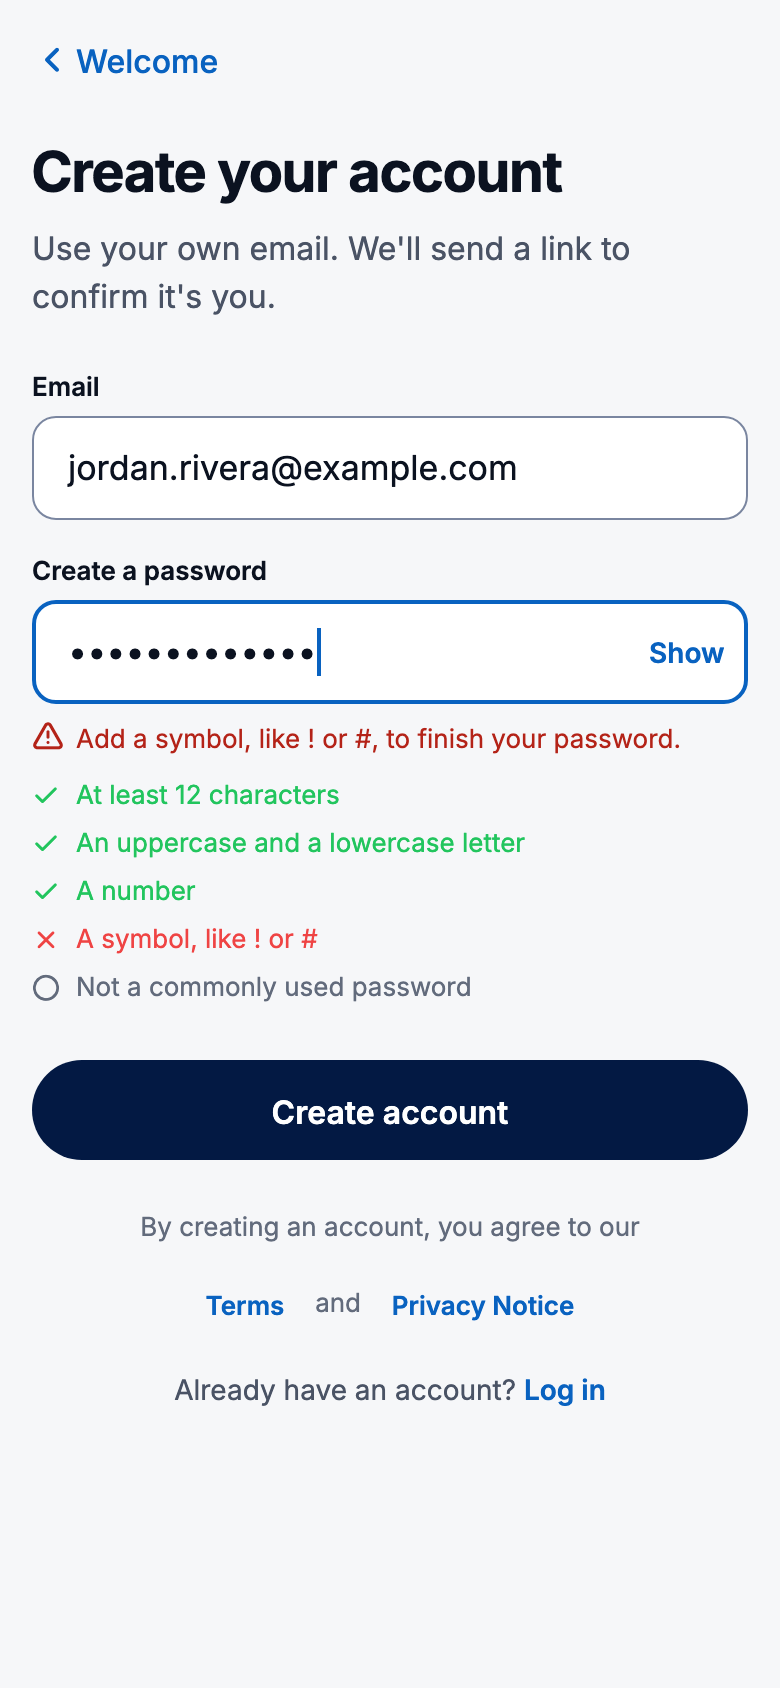 Welcome
Create your account
Use your own email. We'll send a link to
confirm it's you.
Email
jordan.rivera@example.com
Create a password
•••••••••••••
Show
Add a symbol, like ! or #, to finish your password.
At least 12 characters
An uppercase and a lowercase letter
A number
A symbol, like ! or #
Not a commonly used password
Create account
By creating an account, you agree to our
Terms and Privacy Notice
Already have an account? Log in